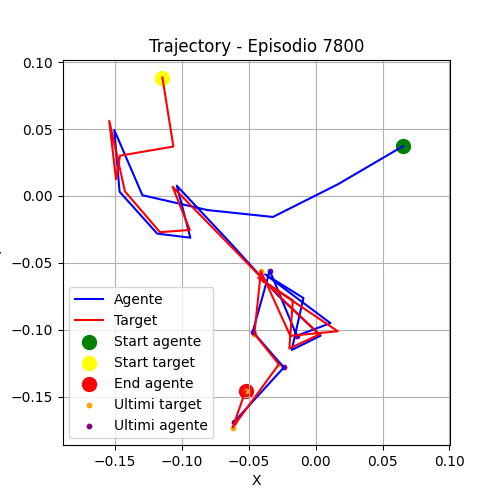 Trajectory - Episodio 7800
0.10
0.05
0.00
−0.05
−0.10
−0.15
Agente
Target
Start agente
Start target
End agente
Ultimi target
Ultimi agente
−0.15 −0.10 −0.05 0.00 0.05 0.10
X